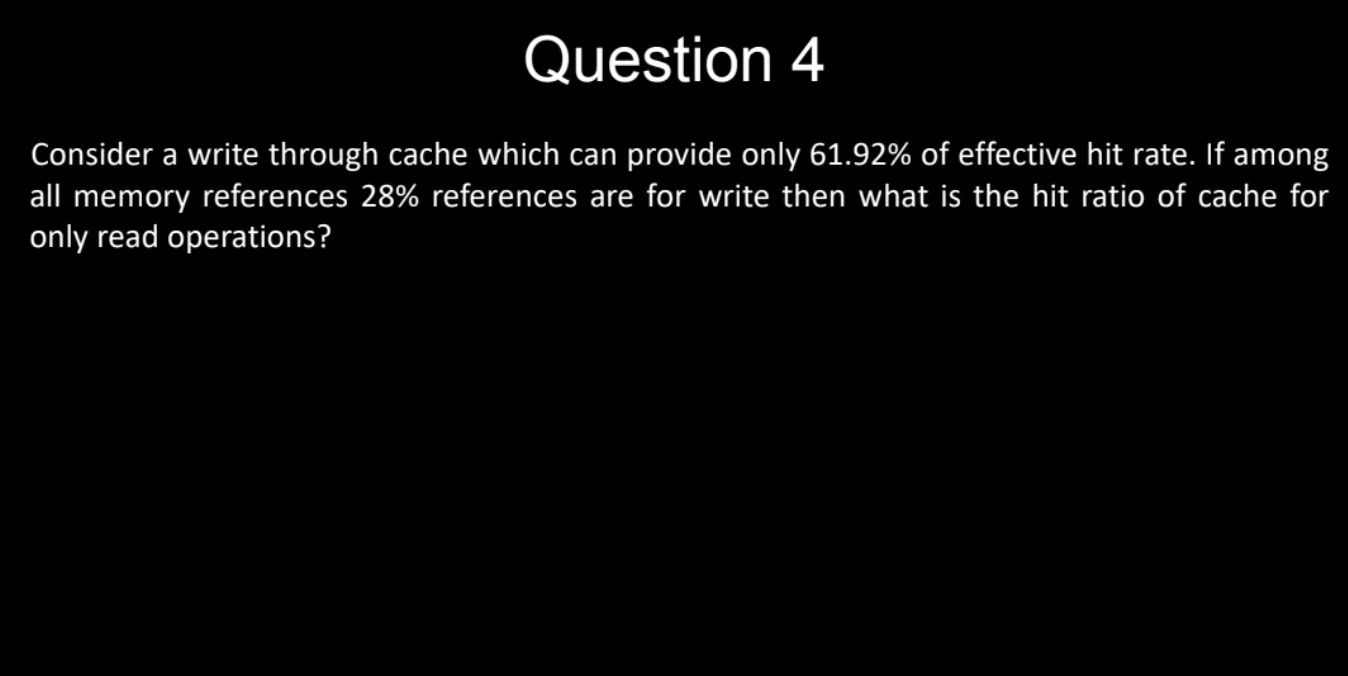 Question 4
Consider a write through cache which can provide only 61.92% of effective hit rate. If among
all memory references 28% references are for write then what is the hit ratio of cache for
only read operations?